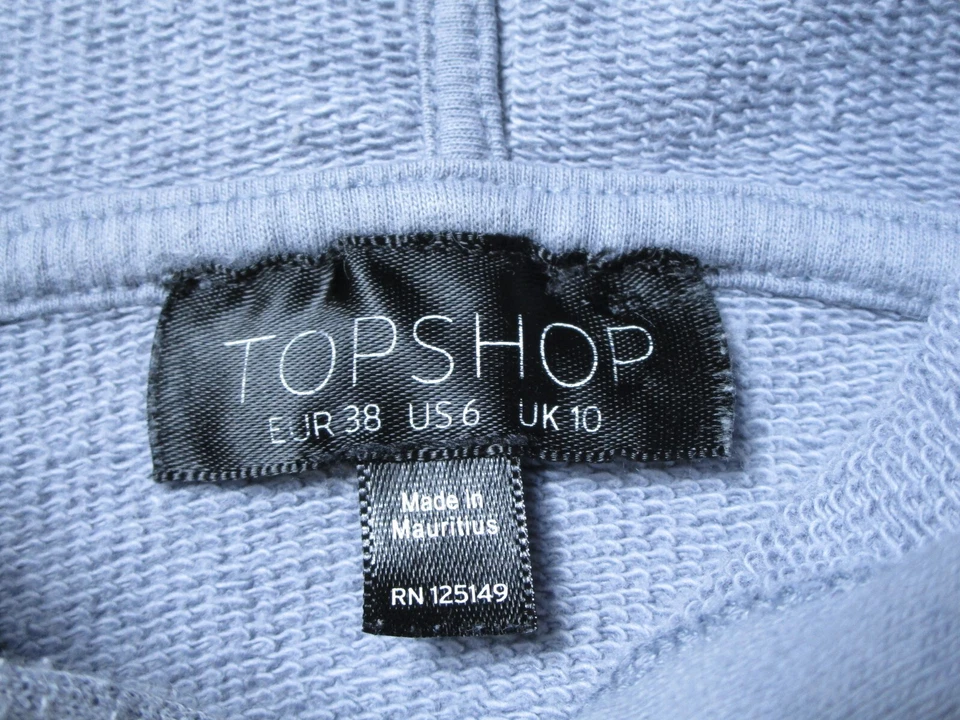 TOPSHOP
EUR 38 US 6 UK 10
Made in
Mauritius
RN 125149